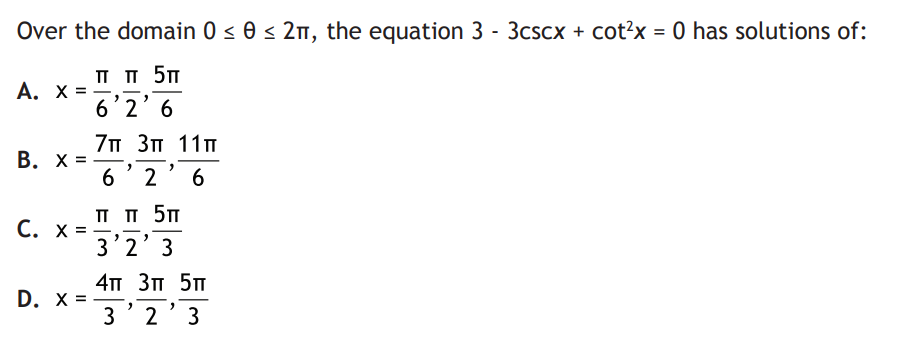 Over the domain 0 ≤ θ ≤ 2π, the equation 3 - 3cscx + cot²x = 0 has solutions of:
A. x = π/6, π/2, 5π/6
B. x = 7π/6, 3π/2, 11π/6
C. x = π/3, π/2, 5π/3
D. x = 4π/3, 3π/2, 5π/3